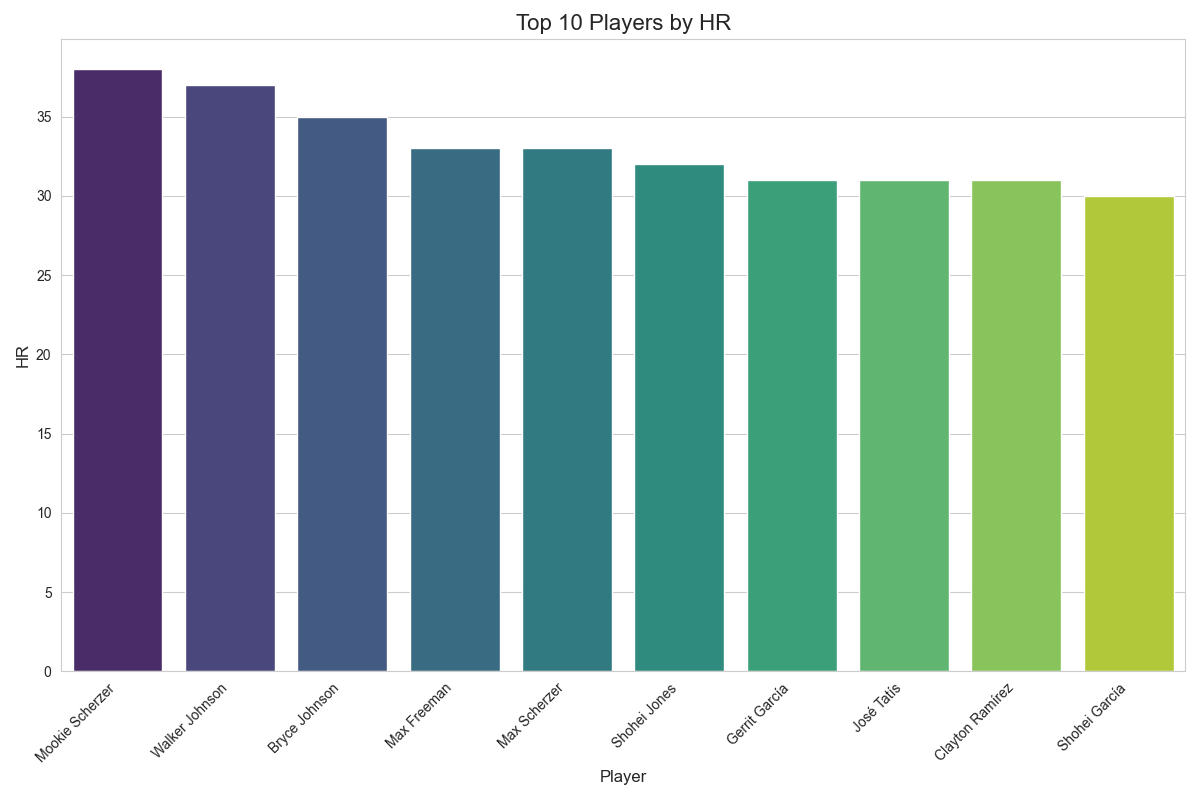 Top 10 Players by HR
HR
35
30
25
20
15
10
5
0
Mookie Scherzer
Walker Johnson
Bryce Johnson
Max Freeman
Max Scherzer
Shohei Jones
Gerrit García
José Tatís
Clayton Ramírez
Shohei García
Player